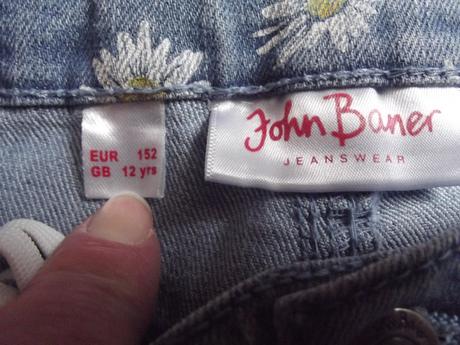 EUR 152
GB 12 yrs
John Baner
JEANSWEAR